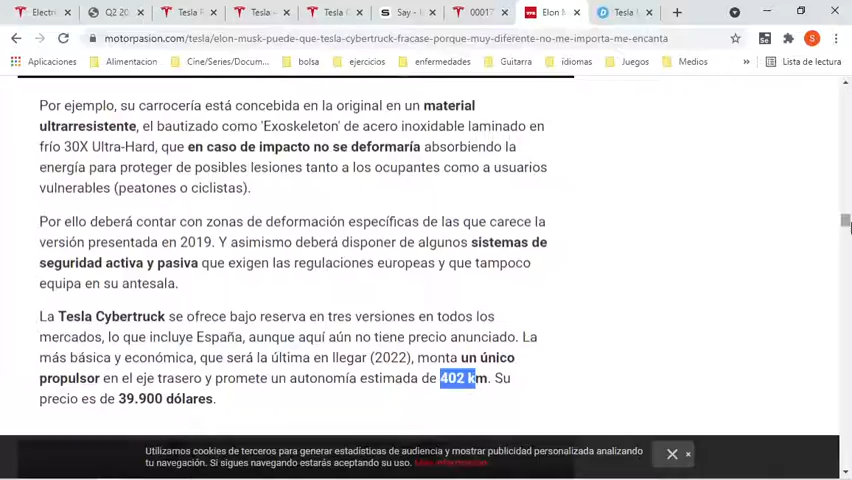 Electri
Q2 20
Tesla F
Tesla
Tesla C
Say - L
00017
Elon M
Tesla I
motorpasion.com/tesla/elon-musk-puede-que-tesla-cybertruck-fracase-porque-muy-diferente-no-me-importa-me-encanta
Aplicaciones
Alimentacion
Cine/Series/Docum...
bolsa
ejercicios
enfermedades
Guitarra
idiomas
Juegos
Medios
Lista de lectura
Por ejemplo, su carrocería está concebida en la original en un material
ultrarresistente, el bautizado como 'Exoskeleton' de acero inoxidable laminado en
frío 30X Ultra-Hard, que en caso de impacto no se deformaría absorbiendo la
energía para proteger de posibles lesiones tanto a los ocupantes como a usuarios
vulnerables (peatones o ciclistas).
Por ello deberá contar con zonas de deformación específicas de las que carece la
versión presentada en 2019. Y asimismo deberá disponer de algunos sistemas de
seguridad activa y pasiva que exigen las regulaciones europeas y que tampoco
equipa en su antesala.
La Tesla Cybertruck se ofrece bajo reserva en tres versiones en todos los
mercados, lo que incluye España, aunque aquí aún no tiene precio anunciado. La
más básica y económica, que será la última en llegar (2022), monta un único
propulsor en el eje trasero y promete un autonomía estimada de 402 km. Su
precio es de 39.900 dólares.
Utilizamos cookies de terceros para generar estadísticas de audiencia y mostrar publicidad personalizada analizando
tu navegación. Si sigues navegando estarás aceptando su uso. Más información